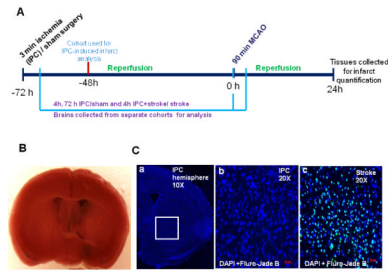 A
3 min ischemia
(IPC) / sham surgery
Cohort used for
IPC-induced infarct
analysis
90 min MCAO
Tissues collected
for infarct
quantification
Reperfusion
Reperfusion
-72 h
-48h
0 h
24h
4h, 72 h IPC/sham and 4h IPC+stroke/ stroke
Brains collected from separate cohorts for analysis
B
C
a
IPC
hemisphere
10X
b
IPC
20X
DAPI +Fluro-Jade B
c
Stroke
20X
DAPI + Fluro-Jade B